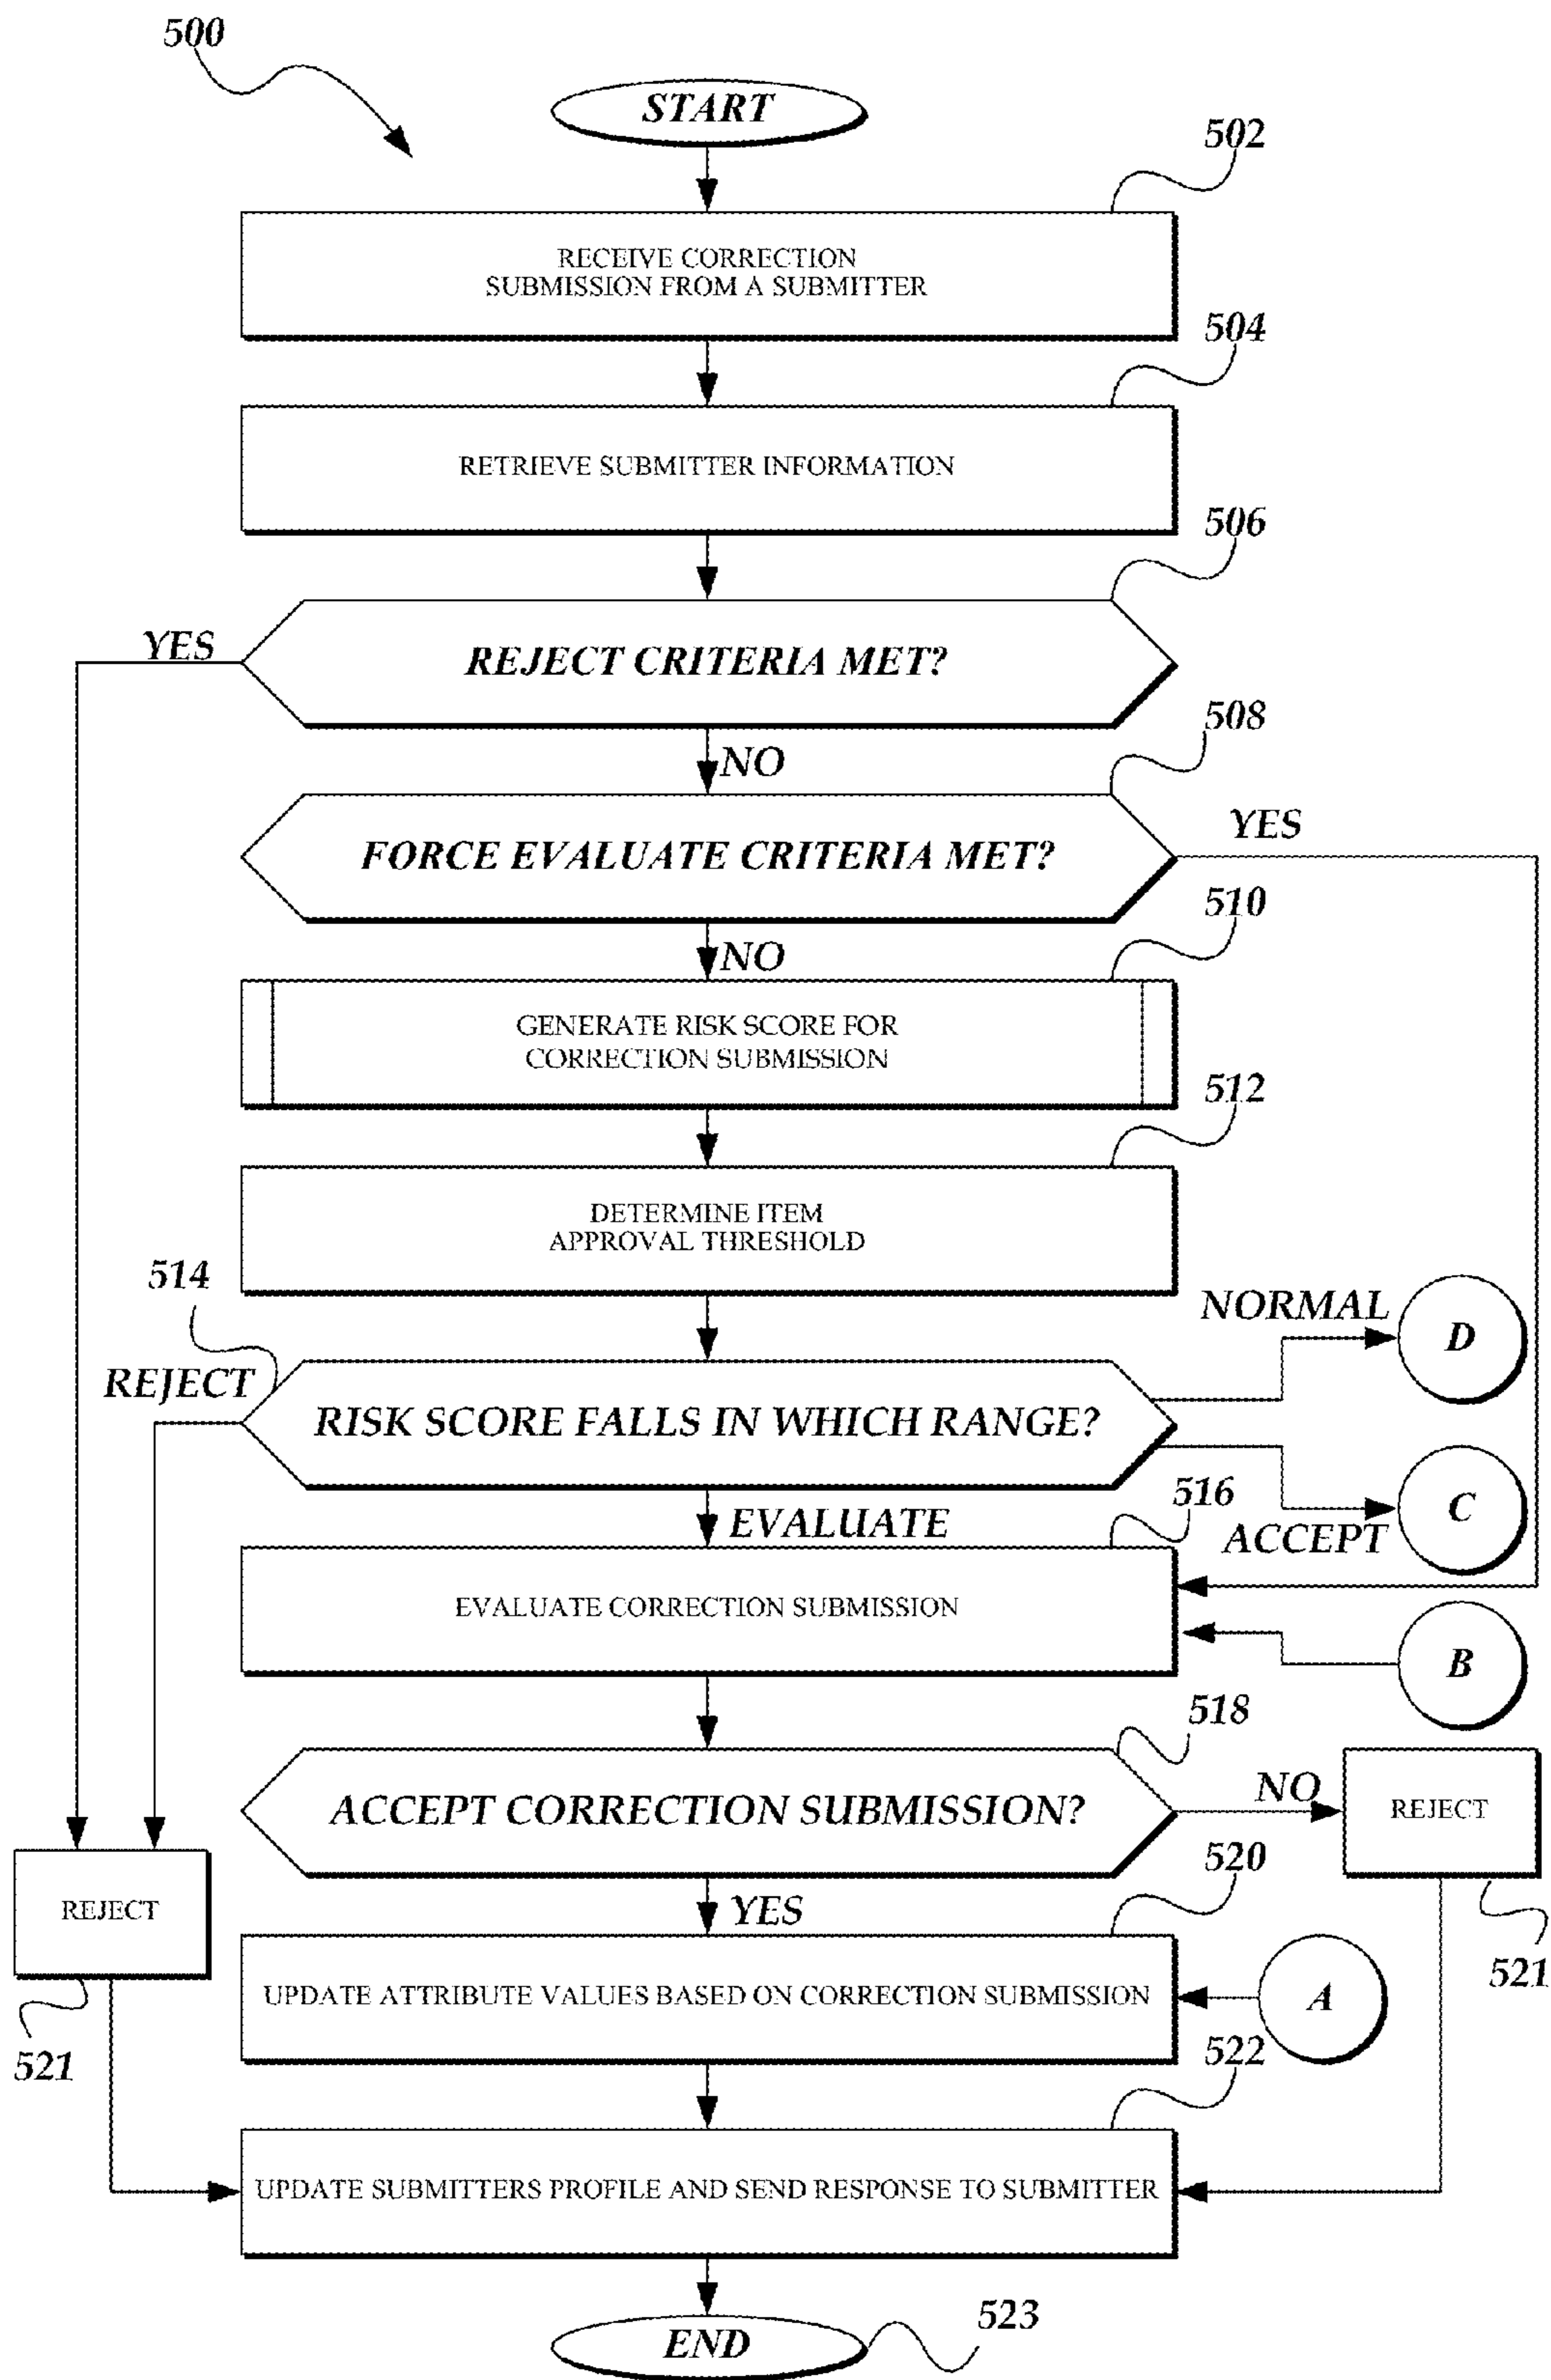 500
START
502
RECEIVE CORRECTION
SUBMISSION FROM A SUBMITTER
504
RETRIEVE SUBMITTER INFORMATION
506
YES
REJECT CRITERIA MET?
508
NO
YES
FORCE EVALUATE CRITERIA MET?
510
NO
GENERATE RISK SCORE FOR
CORRECTION SUBMISSION
512
DETERMINE ITEM
APPROVAL THRESHOLD
514
NORMAL
D
REJECT
RISK SCORE FALLS IN WHICH RANGE?
516
C
EVALUATE
ACCEPT
EVALUATE CORRECTION SUBMISSION
B
518
NO
ACCEPT CORRECTION SUBMISSION?
REJECT
520
REJECT
YES
521
UPDATE ATTRIBUTE VALUES BASED ON CORRECTION SUBMISSION
A
521
522
UPDATE SUBMITTERS PROFILE AND SEND RESPONSE TO SUBMITTER
523
END